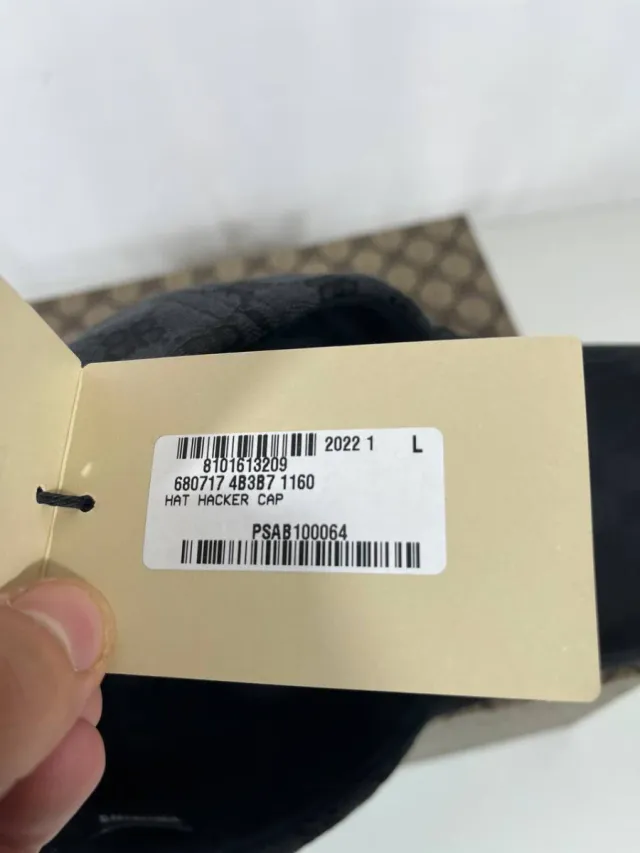 2022 1 L
8101613209
680717 4B3B7 1160
HAT HACKER CAP
PSAB100064